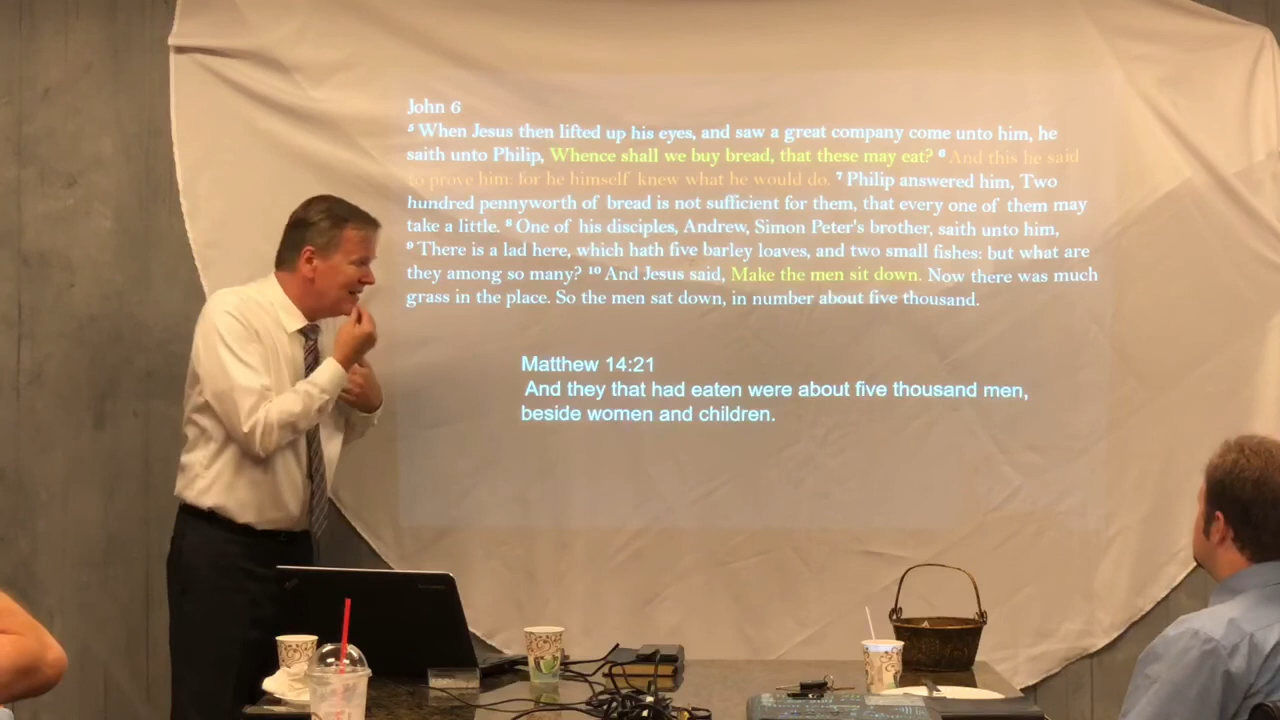 John 6
⁵ When Jesus then lifted up his eyes, and saw a great company come unto him, he
saith unto Philip, Whence shall we buy bread, that these may eat? ⁶ And this he said
to prove him: for he himself knew what he would do. ⁷ Philip answered him, Two
hundred pennyworth of bread is not sufficient for them, that every one of them may
take a little. ⁸ One of his disciples, Andrew, Simon Peter's brother, saith unto him,
⁹ There is a lad here, which hath five barley loaves, and two small fishes: but what are
they among so many? ¹⁰ And Jesus said, Make the men sit down. Now there was much
grass in the place. So the men sat down, in number about five thousand.
Matthew 14:21
And they that had eaten were about five thousand men,
beside women and children.